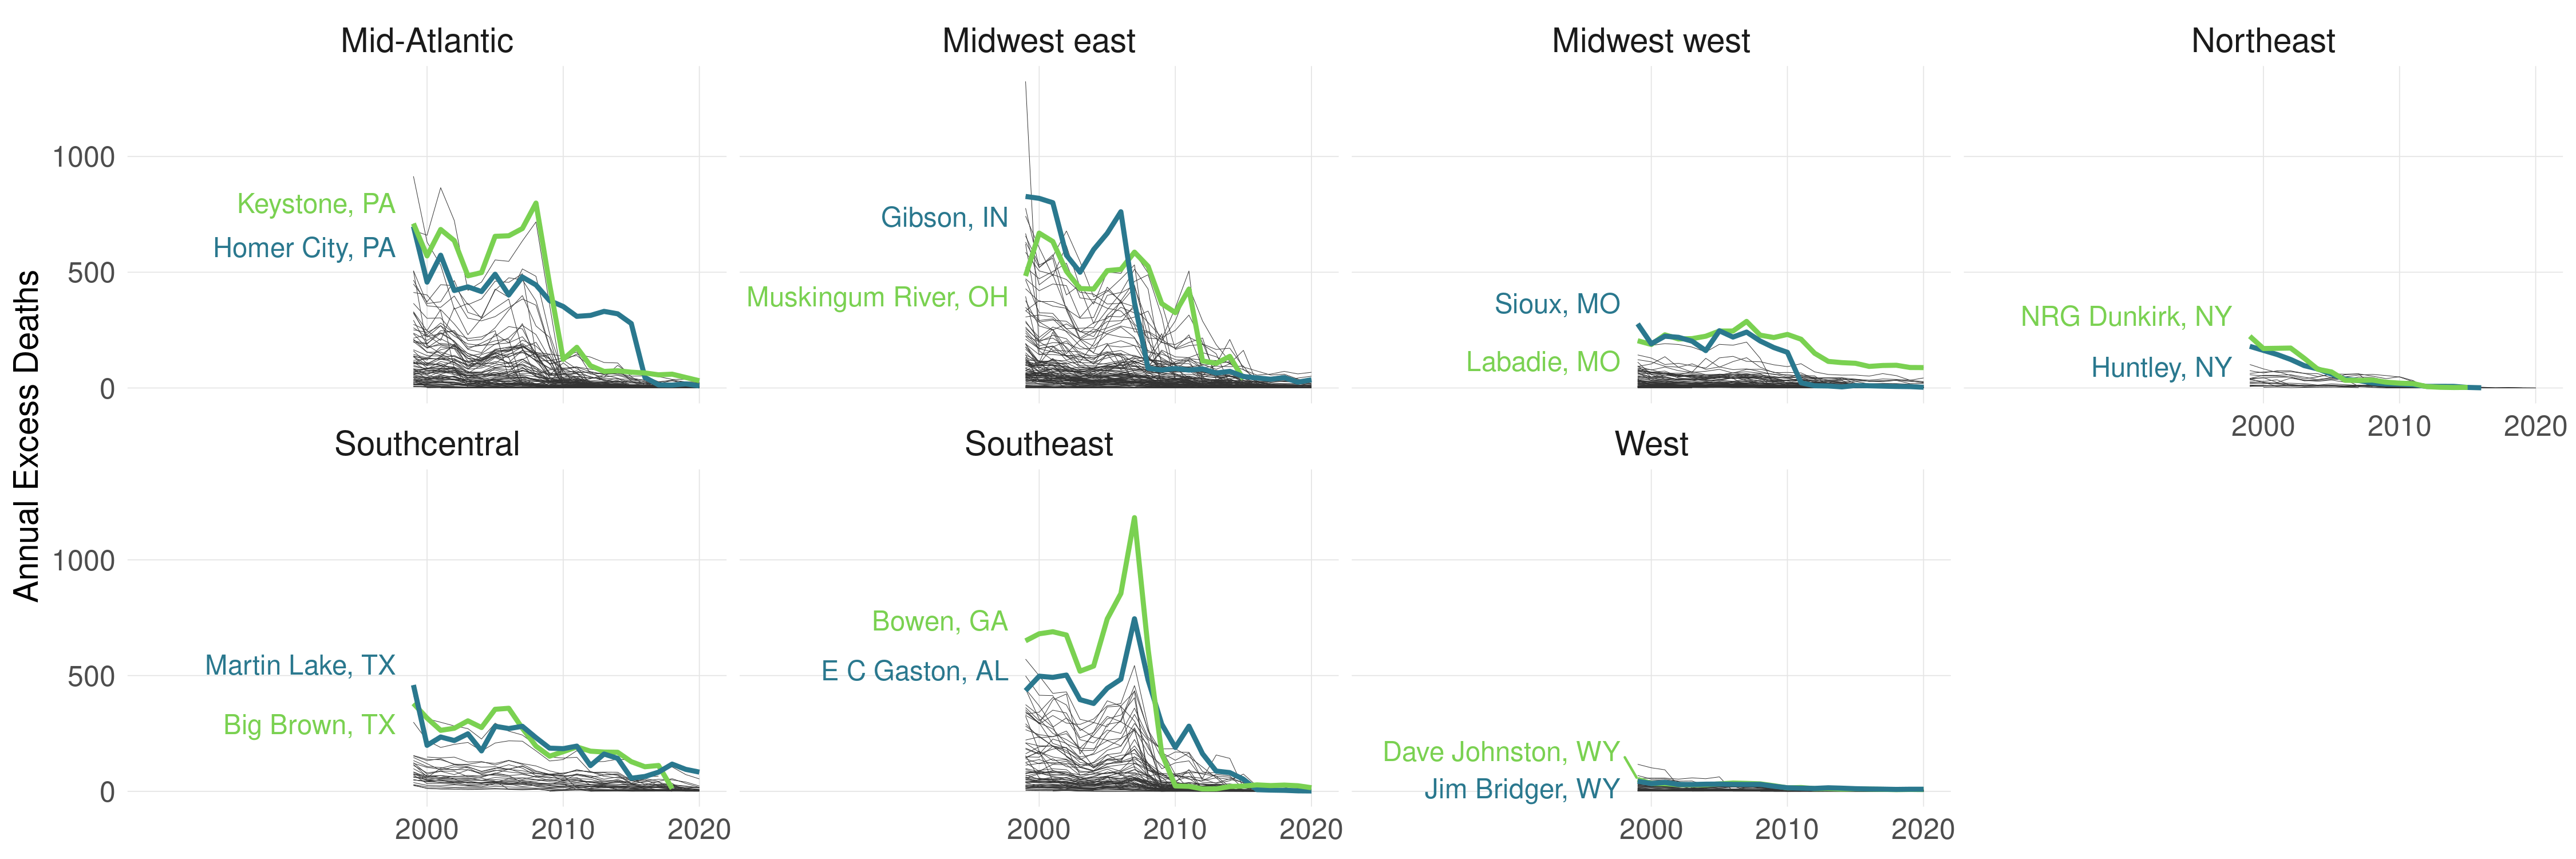 Mid-Atlantic
Midwest east
Midwest west
Northeast
Annual Excess Deaths
1000
500
0
Keystone, PA
Homer City, PA
Gibson, IN
Muskingum River, OH
Sioux, MO
Labadie, MO
NRG Dunkirk, NY
Huntley, NY
2000 2010 2020
Southcentral
Southeast
West
1000
500
0
Martin Lake, TX
Big Brown, TX
Bowen, GA
E C Gaston, AL
Dave Johnston, WY
Jim Bridger, WY
2000 2010 2020
2000 2010 2020
2000 2010 2020